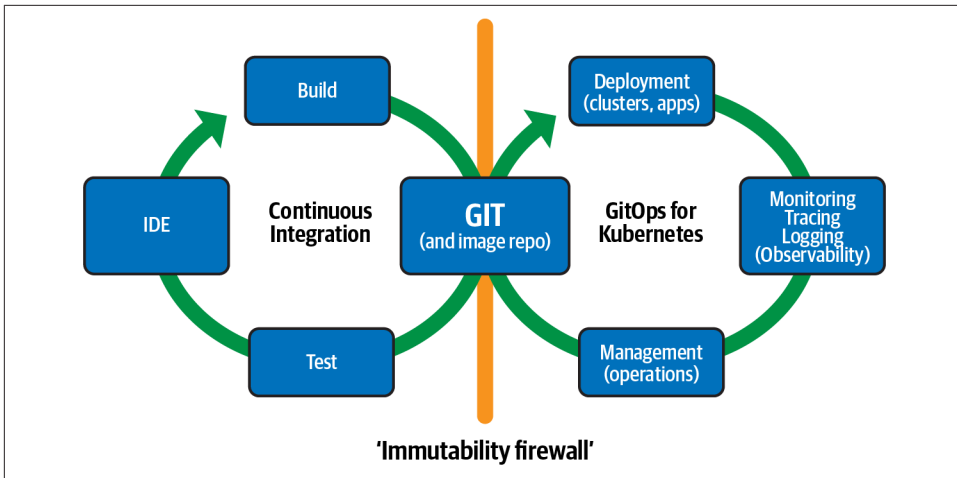 Build
Deployment
(clusters, apps)
IDE
Continuous
Integration
GIT
(and image repo)
GitOps for
Kubernetes
Monitoring
Tracing
Logging
(Observability)
Test
Management
(operations)
‘Immutability firewall’